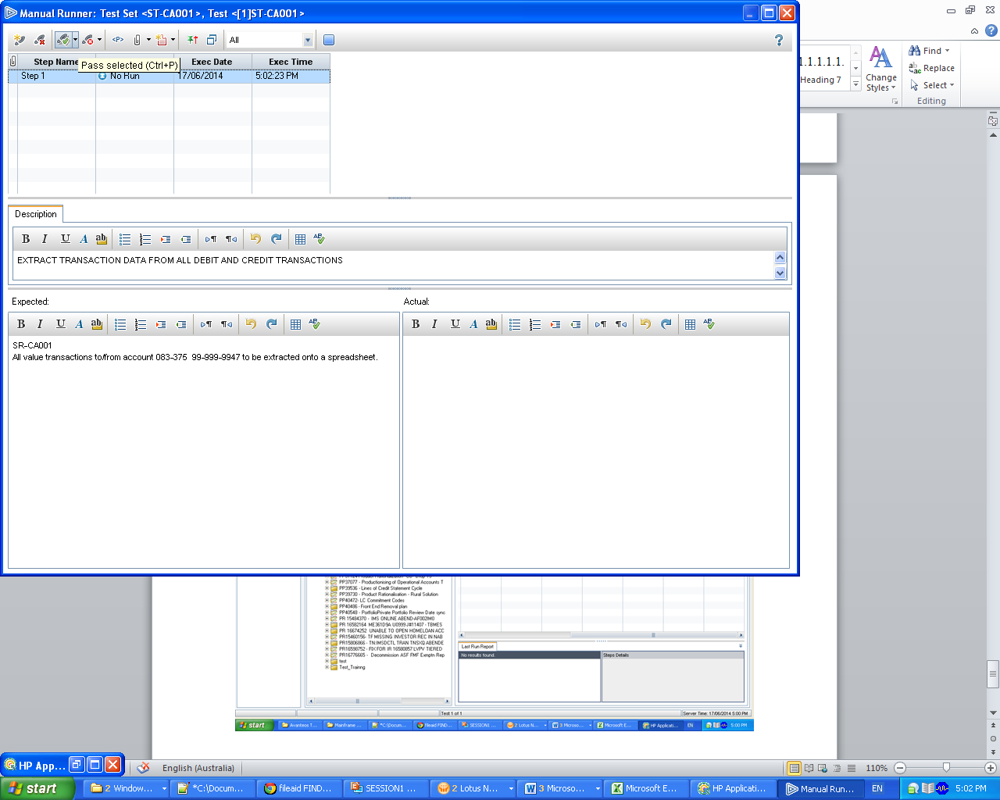 Manual Runner: Test Set <ST-CA001>, Test <[1]ST-CA001>
<P>
All
?
Step Name
Exec Date
Exec Time
Pass selected (Ctrl+P)
Step 1
No Run
17/06/2014
5:02:23 PM
Description
B I U A ab
EXTRACT TRANSACTION DATA FROM ALL DEBIT AND CREDIT TRANSACTIONS
Expected:
Actual:
B I U A ab
B I U A ab
SR-CA001
All value transactions to/from account 083-375 99-999-9947 to be extracted onto a spreadsheet.
1.1.1.1.1.
Heading 7
Change
Styles
Find
Replace
Select
Editing
PP37077 - Productionising of Operational Accounts T
PP39536 - Lines of Credit Statement Cycle
PP39730 - Product Rationalisation - Rural Solution
PP40472- LC Commitment Codes
PP40486 - Front End Removal plan
PP40548 - PortfolioPrivate Portfolio Review Date sync
PR 15484370 - IMS ONLINE ABEND-AF002IM0
PR 16582164 ME361D9A U0999 J#11407 - TBMES
PR 16674252 UNABLE TO OPEN HOMELOAN ACC
PR15460156- TF MISSING INVESTOR REC IN NAB
PR15806866 - TN:IMSDCTL TRAN TNSXQ ABENDE
PR16598752 - FIX FOR IR 16580857 LVPV TIERED
PR16776665 - Decommission ASF FMF Exmptn Rep
test
Test_Trainng
Last Run Report
No results found.
Steps Details
Test 1 of 1
Server Time: 17/06/2014 5:00 PM
start
Avanteos T...
Mainframe ...
*C:\Docum...
fileaid FIND...
SESSION1 ...
2 Lotus N...
3 Microso...
Microsoft E...
HP Applicati...
EN
5:00 PM
HP App...
English (Australia)
110%
start
2 Window...
*C:\Docum...
fileaid FIND...
SESSION1 ...
2 Lotus N...
3 Microso...
Microsoft E...
HP Applicati...
Manual Run...
EN
5:02 PM